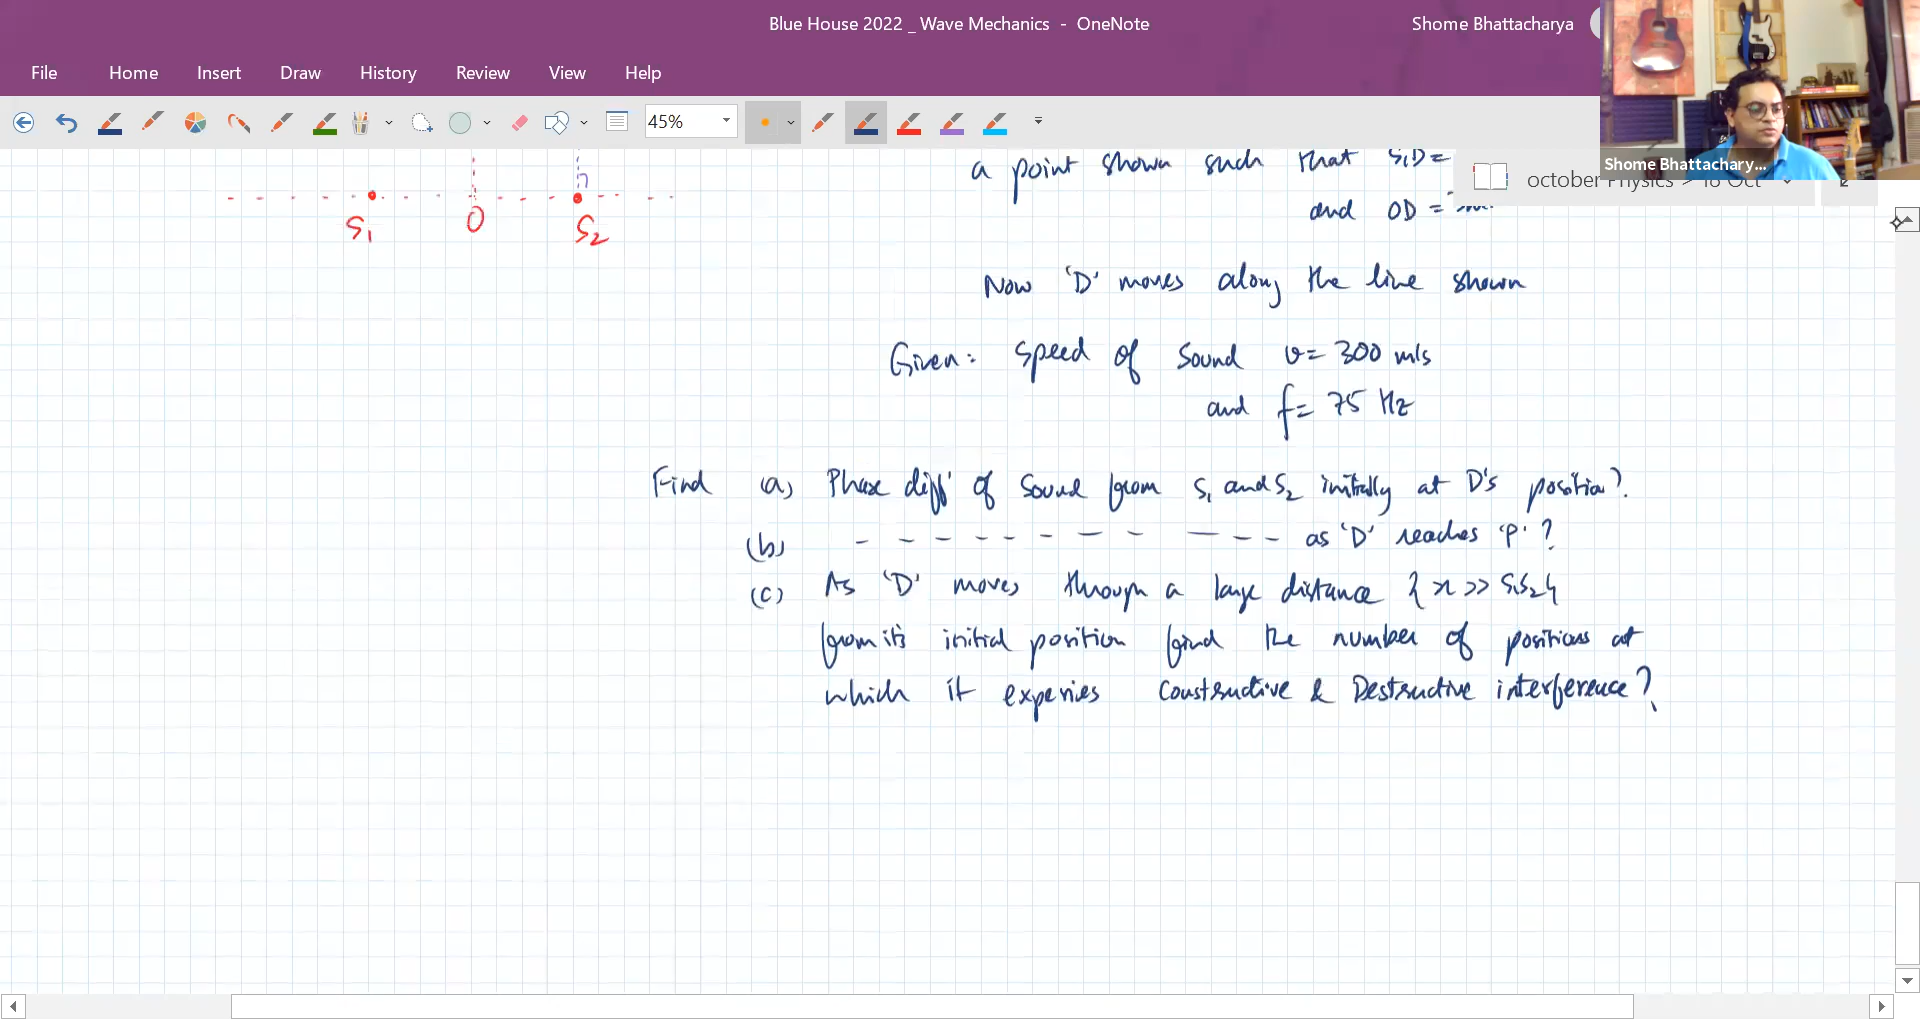 Blue House 2022 _ Wave Mechanics - OneNote
Shome Bhattacharya
File Home Insert Draw History Review View Help
45%
Shome Bhattachary...
october Physics > 18 Oct
S1 O S2
a point shown such that S1D=
and OD =
Now 'D' moves along the line shown
Given: Speed of Sound v = 300 m/s
and f = 75 Hz
Find (a) Phase diff' of Sound from S1 and S2 initially at D's position?
(b) - - - - - - - - - - as 'D' reaches 'P'?
(c) As 'D' moves through a large distance {x >> S1S2}
from it's initial position find the number of positions at
which it experies Constructive & Destructive interference?